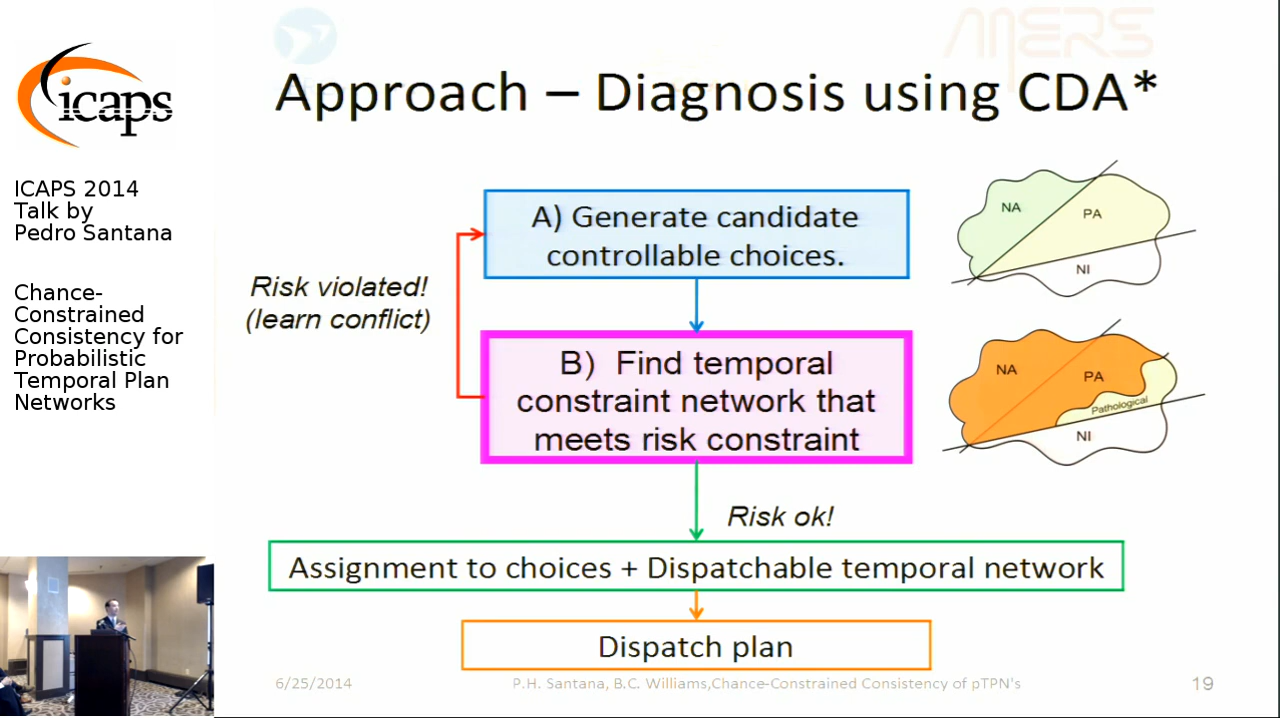 icaps
ICAPS 2014
Talk by
Pedro Santana
Chance-
Constrained
Consistency for
Probabilistic
Temporal Plan
Networks
MERS
Approach – Diagnosis using CDA*
A) Generate candidate
controllable choices.
Risk violated!
(learn conflict)
B) Find temporal
constraint network that
meets risk constraint
Risk ok!
Assignment to choices + Dispatchable temporal network
Dispatch plan
NA
PA
NI
NA
PA
Pathological
NI
6/25/2014
P.H. Santana, B.C. Williams,Chance-Constrained Consistency of pTPN's
19